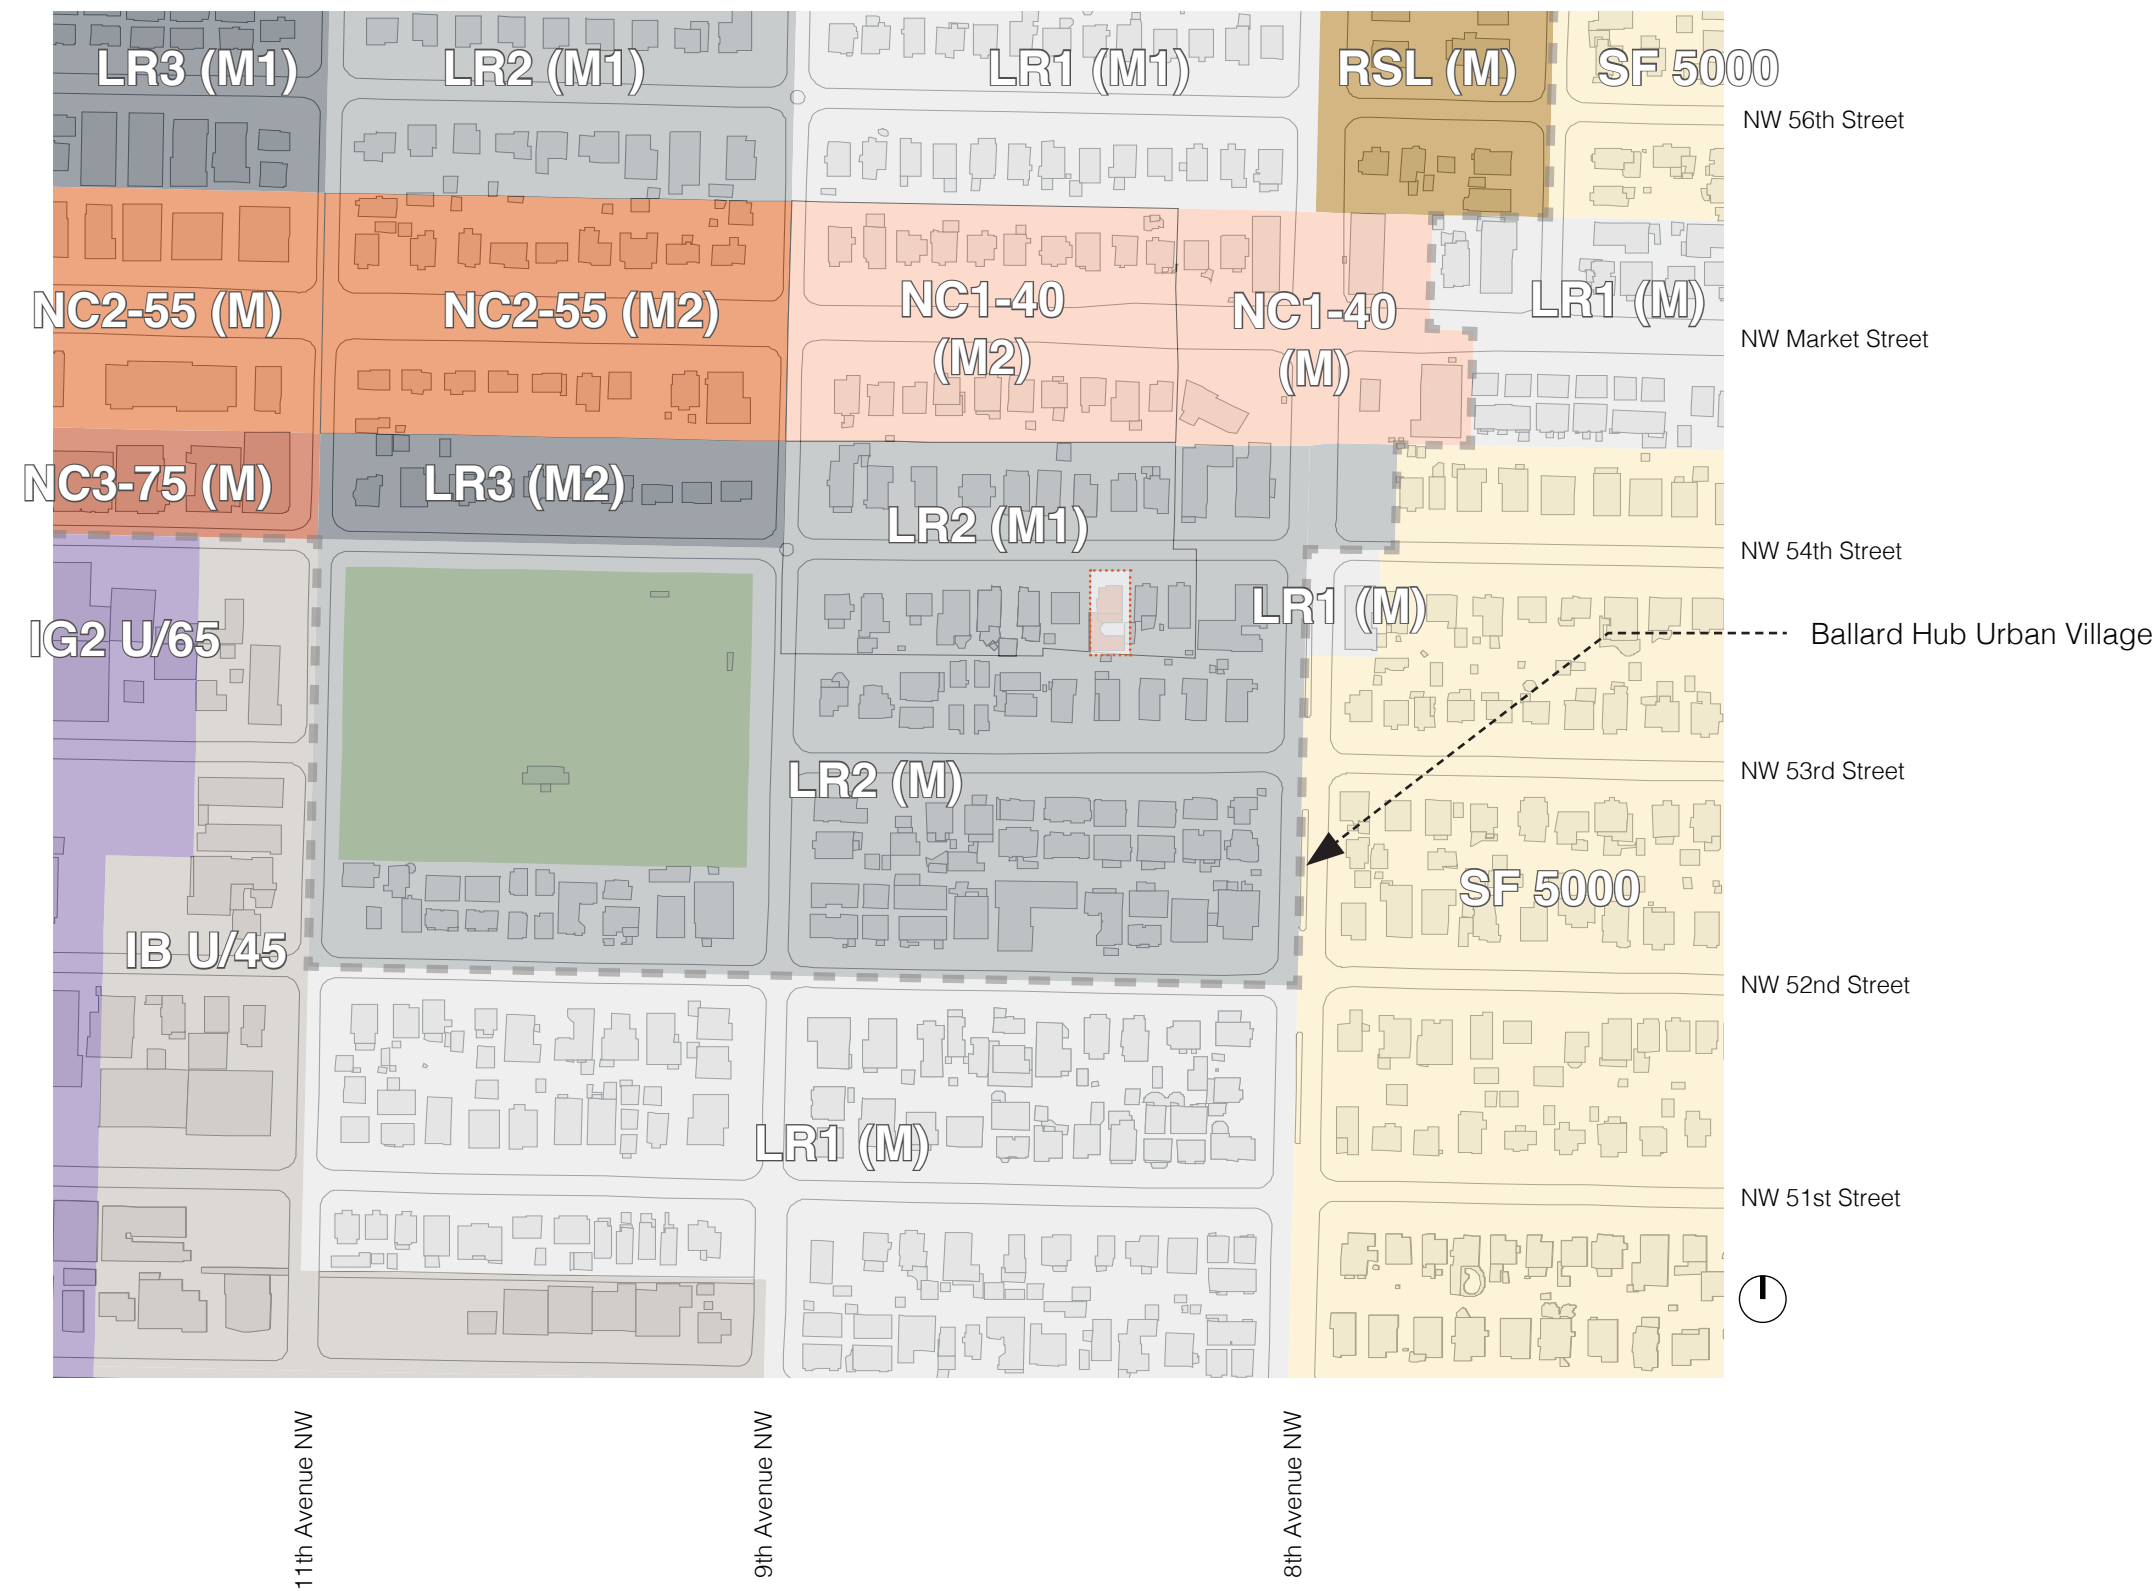 LR3 (M1)
LR2 (M1)
LR1 (M1)
RSL (M)
SF 5000
NW 56th Street
NC2-55 (M)
NC2-55 (M2)
NC1-40
(M2)
NC1-40
(M)
LR1 (M)
NW Market Street
NC3-75 (M)
LR3 (M2)
LR2 (M1)
NW 54th Street
IG2 U/65
LR1 (M)
Ballard Hub Urban Village
LR2 (M)
NW 53rd Street
SF 5000
IB U/45
NW 52nd Street
LR1 (M)
NW 51st Street
11th Avenue NW
9th Avenue NW
8th Avenue NW